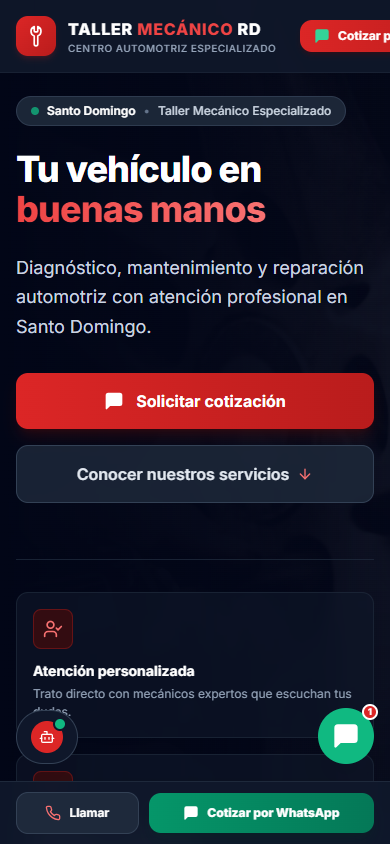 TALLER MECÁNICO RD
CENTRO AUTOMOTRIZ ESPECIALIZADO
Cotizar p
Santo Domingo • Taller Mecánico Especializado
Tu vehículo en
buenas manos
Diagnóstico, mantenimiento y reparación
automotriz con atención profesional en
Santo Domingo.
Solicitar cotización
Conocer nuestros servicios ↓
Atención personalizada
Trato directo con mecánicos expertos que escuchan tus
dudas.
1
Llamar
Cotizar por WhatsApp